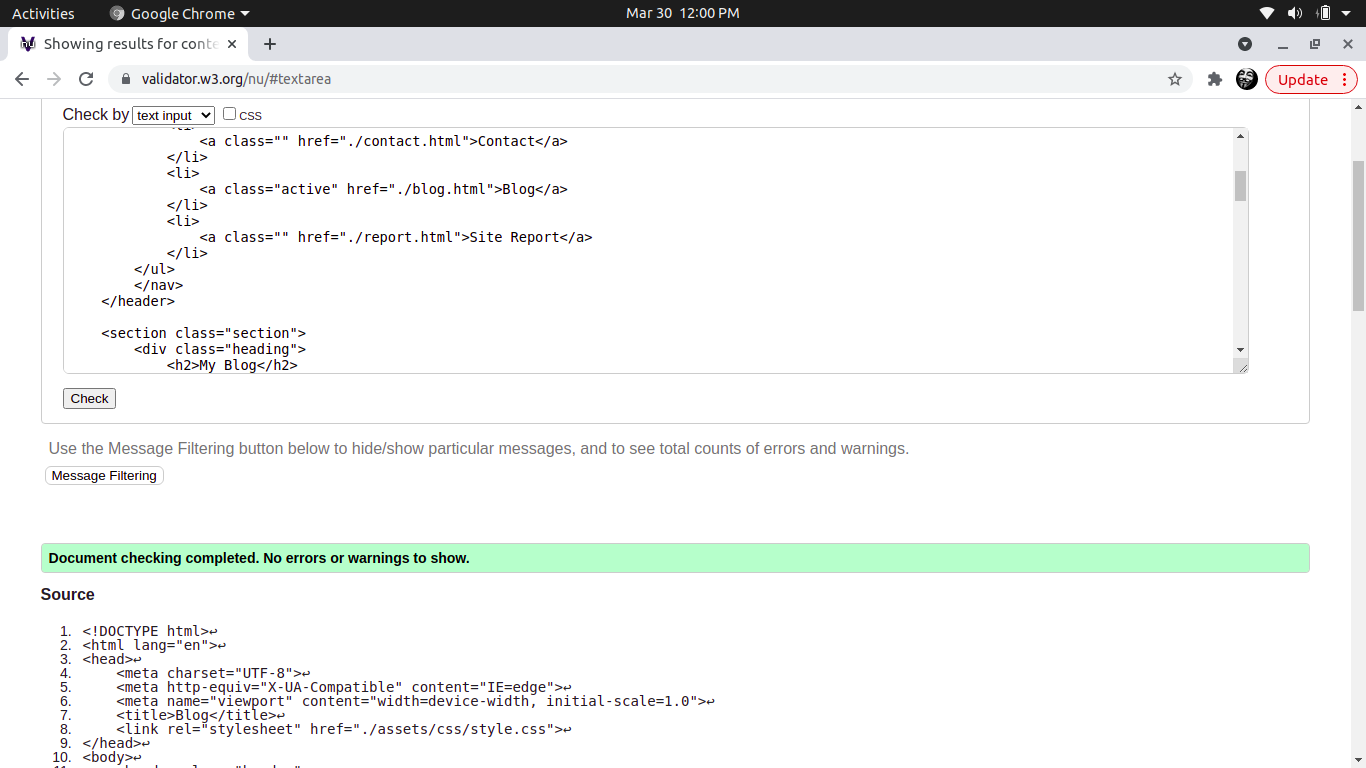 Activities Google Chrome Mar 30 12:00 PM
Showing results for conte
validator.w3.org/nu/#textarea Update
Check by text input CSS
<a class="" href="./contact.html">Contact</a>
</li>
<li>
<a class="active" href="./blog.html">Blog</a>
</li>
<li>
<a class="" href="./report.html">Site Report</a>
</li>
</ul>
</nav>
</header>
<section class="section">
<div class="heading">
<h2>My Blog</h2>
Check
Use the Message Filtering button below to hide/show particular messages, and to see total counts of errors and warnings.
Message Filtering
Document checking completed. No errors or warnings to show.
Source
1. <!DOCTYPE html>↩
2. <html lang="en">↩
3. <head>↩
4. <meta charset="UTF-8">↩
5. <meta http-equiv="X-UA-Compatible" content="IE=edge">↩
6. <meta name="viewport" content="width=device-width, initial-scale=1.0">↩
7. <title>Blog</title>↩
8. <link rel="stylesheet" href="./assets/css/style.css">↩
9. </head>↩
10. <body>↩